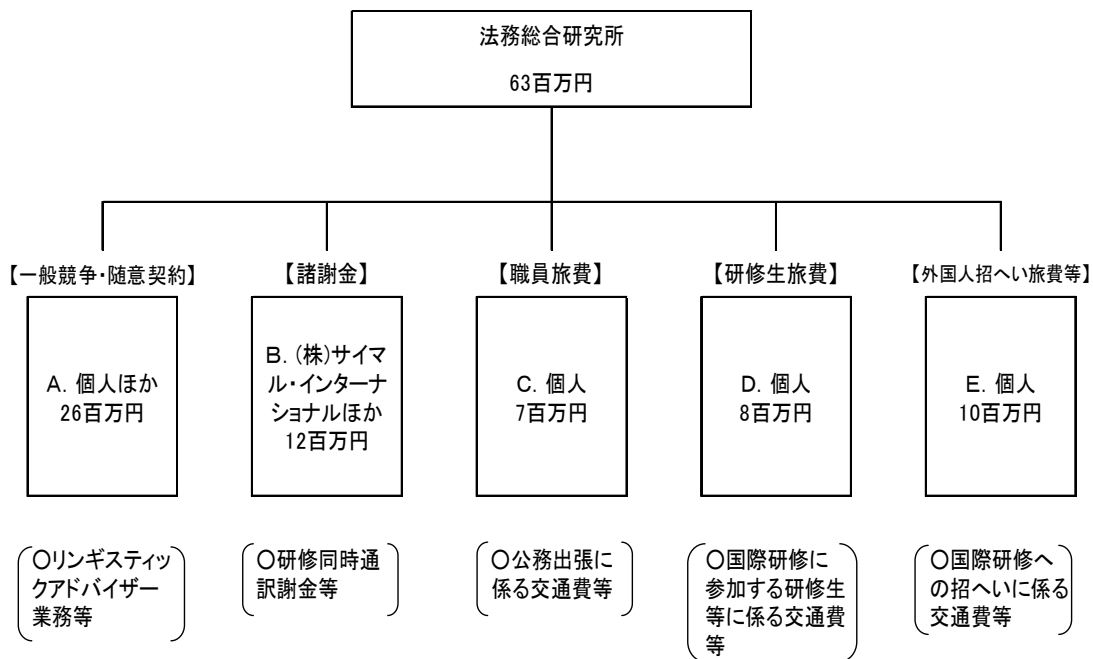 法務総合研究所
63百万円
【一般競争・随意契約】
【諸謝金】
【職員旅費】
【研修生旅費】
【外国人招へい旅費等】
A. 個人ほか
26百万円
B. (株)サイマ
ル・インターナ
ショナルほか
12百万円
C. 個人
7百万円
D. 個人
8百万円
E. 個人
10百万円
○リンギスティッ
クアドバイザー
業務等
○研修同時通
訳謝金等
○公務出張に
係る交通費等
○国際研修に
参加する研修生
等に係る交通費
等
○国際研修へ
の招へいに係る
交通費等